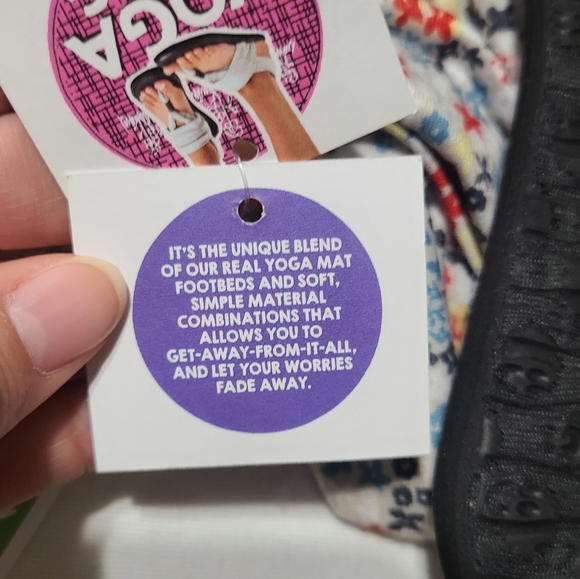 YOGA
IT'S THE UNIQUE BLEND
OF OUR REAL YOGA MAT
FOOTBEDS AND SOFT,
SIMPLE MATERIAL
COMBINATIONS THAT
ALLOWS YOU TO
GET-AWAY-FROM-IT-ALL,
AND LET YOUR WORRIES
FADE AWAY.